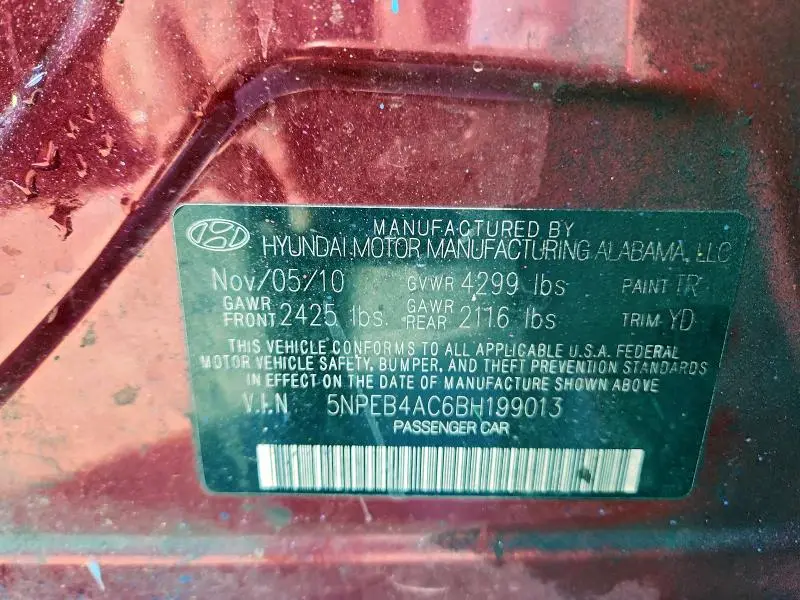 MANUFACTURED BY
HYUNDAI MOTOR MANUFACTURING ALABAMA, LLC
Nov/05/10 GVWR 4299 lbs PAINT TR
GAWR FRONT 2425 lbs. GAWR REAR 2116 lbs TRIM YD
THIS VEHICLE CONFORMS TO ALL APPLICABLE U.S.A. FEDERAL
MOTOR VEHICLE SAFETY, BUMPER, AND THEFT PREVENTION STANDARDS
IN EFFECT ON THE DATE OF MANUFACTURE SHOWN ABOVE
V.I.N 5NPEB4AC6BH199013
PASSENGER CAR